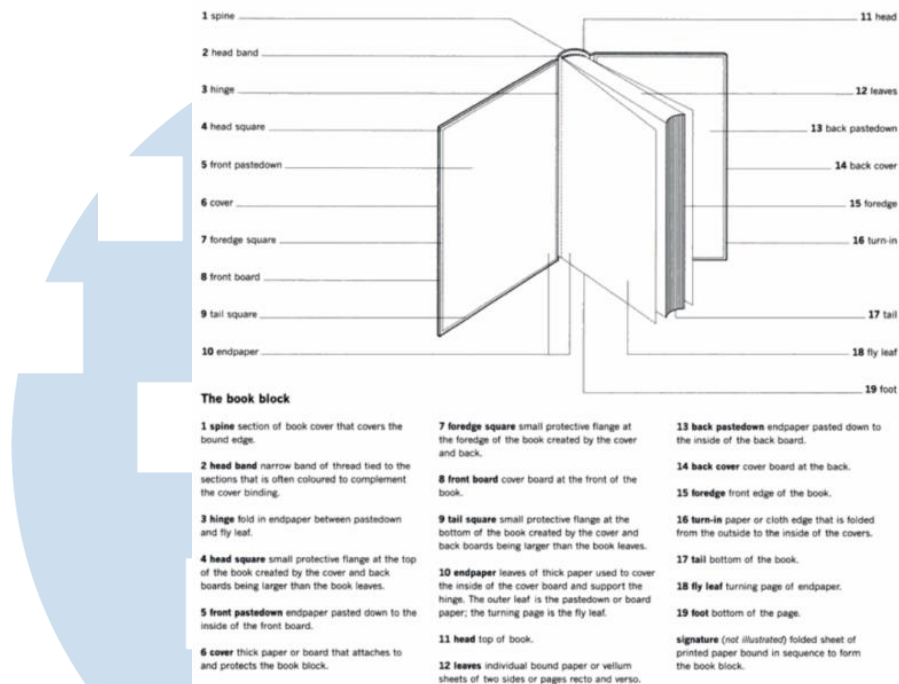 1 spine
2 head band
3 hinge
4 head square
5 front pastedown
6 cover
7 foredge square
8 front board
9 tail square
10 endpaper
11 head
12 leaves
13 back pastedown
14 back cover
15 foredge
16 turn-in
17 tail
18 fly leaf
19 foot
The book block
1 spine section of book cover that covers the
bound edge.
2 head band narrow band of thread tied to the
sections that is often coloured to complement
the cover binding.
3 hinge fold in endpaper between pastedown
and fly leaf.
4 head square small protective flange at the top
of the book created by the cover and back
boards being larger than the book leaves.
5 front pastedown endpaper pasted down to the
inside of the front board.
6 cover thick paper or board that attaches to
and protects the book block.
7 foredge square small protective flange at
the foredge of the book created by the cover
and back.
8 front board cover board at the front of the
book.
9 tail square small protective flange at the
bottom of the book created by the cover and
back boards being larger than the book leaves.
10 endpaper leaves of thick paper used to cover
the inside of the cover board and support the
hinge. The outer leaf is the pastedown or board
paper; the turning page is the fly leaf.
11 head top of book.
12 leaves individual bound paper or vellum
sheets of two sides or pages recto and verso.
13 back pastedown endpaper pasted down to
the inside of the back board.
14 back cover cover board at the back.
15 foredge front edge of the book.
16 turn-in paper or cloth edge that is folded
from the outside to the inside of the covers.
17 tail bottom of the book.
18 fly leaf turning page of endpaper.
19 foot bottom of the page.
signature (not illustrated) folded sheet of
printed paper bound in sequence to form
the book block.